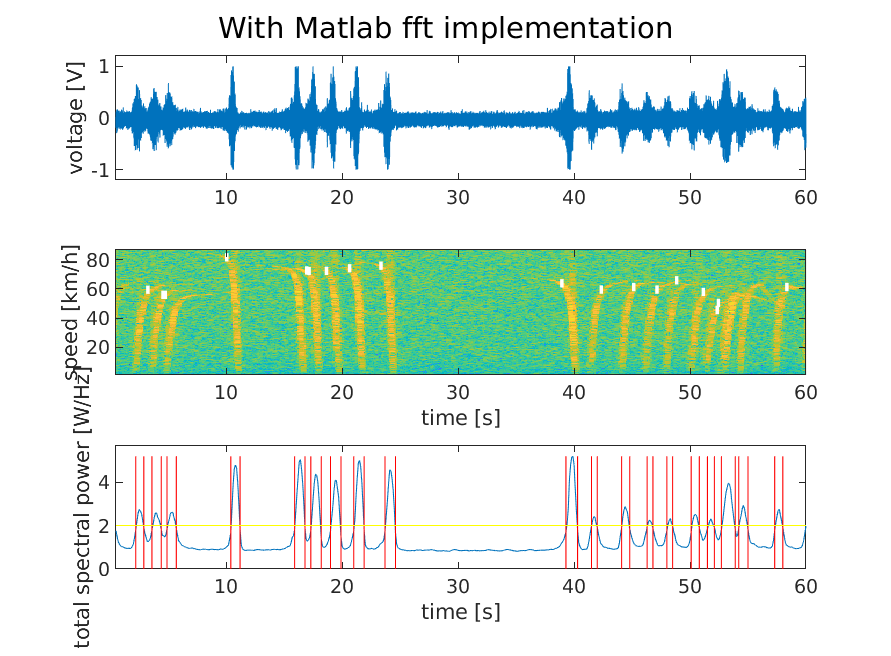 With Matlab fft implementation
voltage [V]
1
0
-1
10 20 30 40 50 60
speed [km/h]
80
60
40
20
10 20 30 40 50 60
time [s]
total spectral power [W/Hz]
4
2
0
10 20 30 40 50 60
time [s]